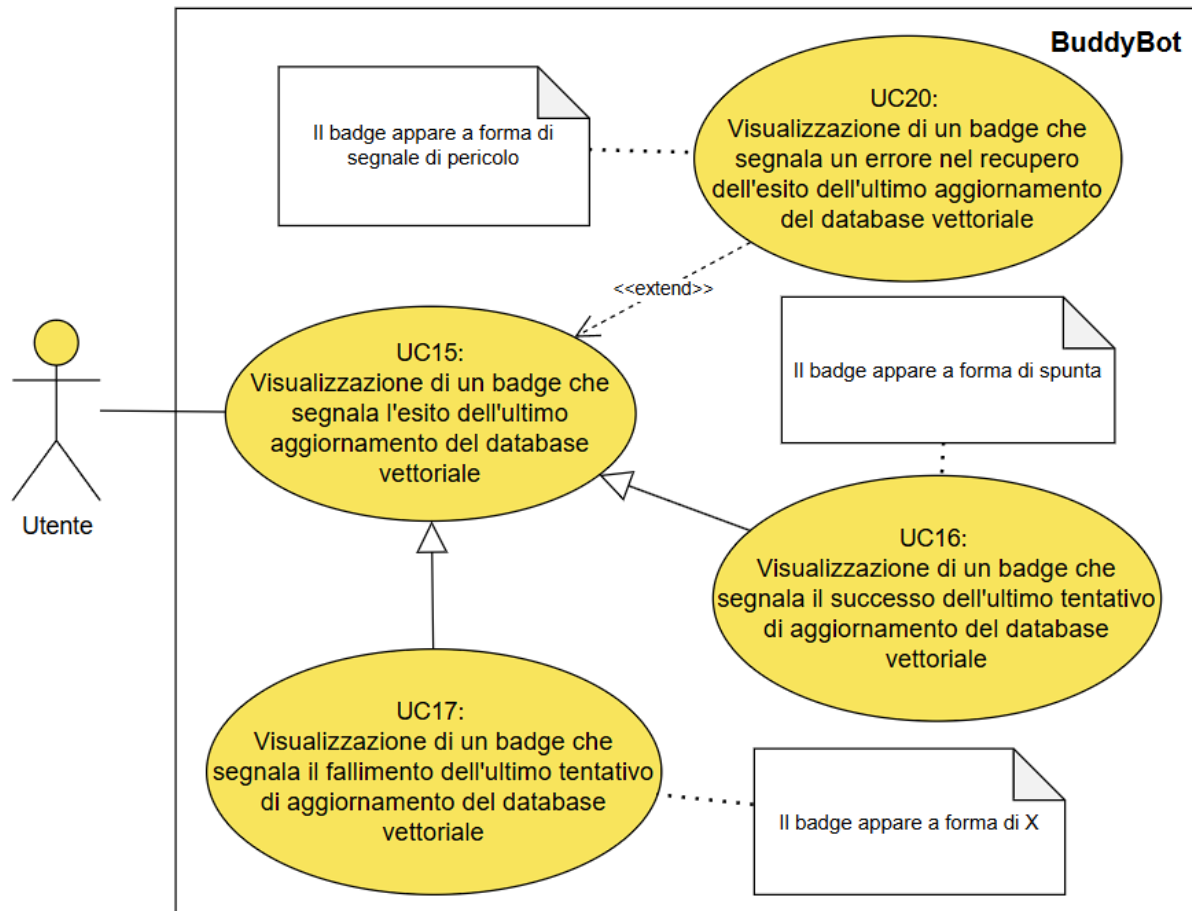 BuddyBot
UC20:
Visualizzazione di un badge che
segnala un errore nel recupero
dell'esito dell'ultimo aggiornamento
del database vettoriale
Il badge appare a forma di
segnale di pericolo
<<extend>>
UC15:
Visualizzazione di un badge che
segnala l'esito dell'ultimo
aggiornamento del database
vettoriale
Il badge appare a forma di spunta
Utente
UC16:
Visualizzazione di un badge che
segnala il successo dell'ultimo tentativo
di aggiornamento del database
vettoriale
UC17:
Visualizzazione di un badge che
segnala il fallimento dell'ultimo tentativo
di aggiornamento del database
vettoriale
Il badge appare a forma di X